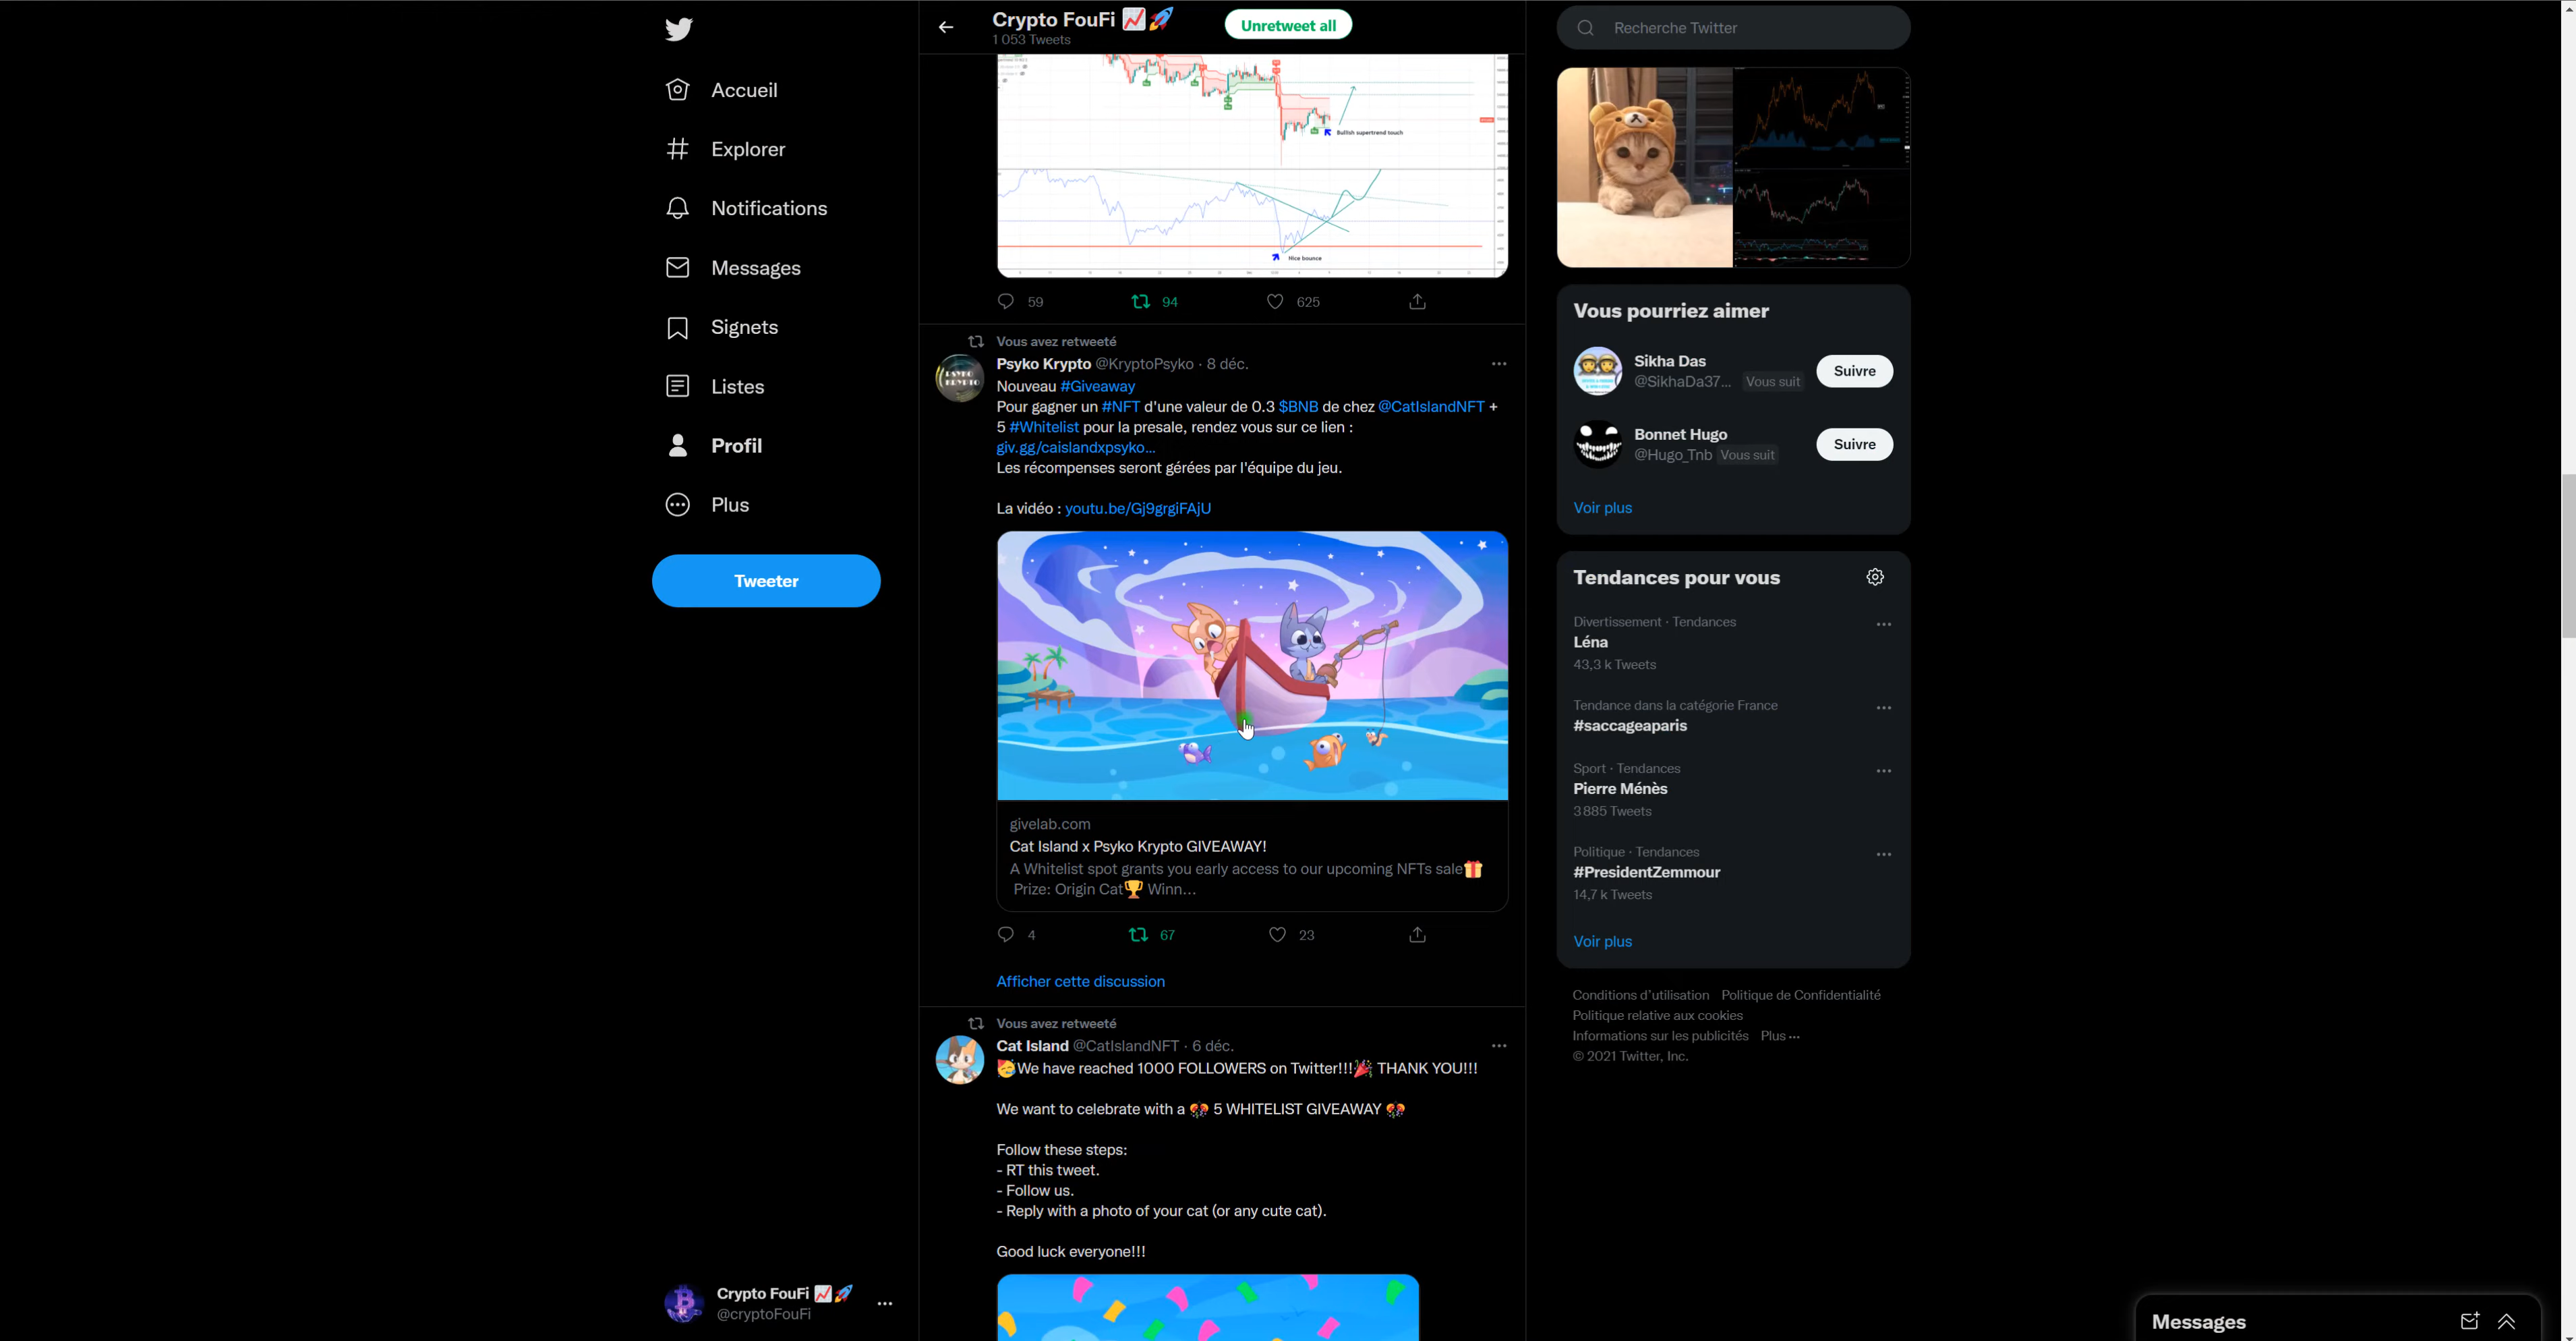 Accueil
Explorer
Notifications
Messages
Signets
Listes
Profil
Plus
Tweeter
Crypto FouFi 📈🚀
@cryptoFouFi
Crypto FouFi 📈🚀
1 053 Tweets
Unretweet all
Bullish supertrend touch
Nice bounce
59
94
625
Vous avez retweeté
Psyko Krypto @KryptoPsyko · 8 déc.
Nouveau #Giveaway
Pour gagner un #NFT d'une valeur de 0.3 $BNB de chez @CatIslandNFT +
5 #Whitelist pour la presale, rendez vous sur ce lien :
giv.gg/caislandxpsyko…
Les récompenses seront gérées par l'équipe du jeu.
La vidéo : youtu.be/Gj9grgiFAjU
givelab.com
Cat Island x Psyko Krypto GIVEAWAY!
A Whitelist spot grants you early access to our upcoming NFTs sale🎁
Prize: Origin Cat🏆 Winn…
4
67
23
Afficher cette discussion
Vous avez retweeté
Cat Island @CatIslandNFT · 6 déc.
🥳We have reached 1000 FOLLOWERS on Twitter!!!🎉 THANK YOU!!!
We want to celebrate with a 🎊 5 WHITELIST GIVEAWAY 🎊
Follow these steps:
- RT this tweet.
- Follow us.
- Reply with a photo of your cat (or any cute cat).
Good luck everyone!!!
Recherche Twitter
Vous pourriez aimer
Sikha Das
@SikhaDa37... Vous suit
Suivre
Bonnet Hugo
@Hugo_Tnb Vous suit
Suivre
Voir plus
Tendances pour vous
Divertissement · Tendances
Léna
43,3 k Tweets
Tendance dans la catégorie France
#saccageaparis
Sport · Tendances
Pierre Ménès
3 885 Tweets
Politique · Tendances
#PresidentZemmour
14,7 k Tweets
Voir plus
Conditions d'utilisation Politique de Confidentialité
Politique relative aux cookies
Informations sur les publicités Plus ···
© 2021 Twitter, Inc.
Messages